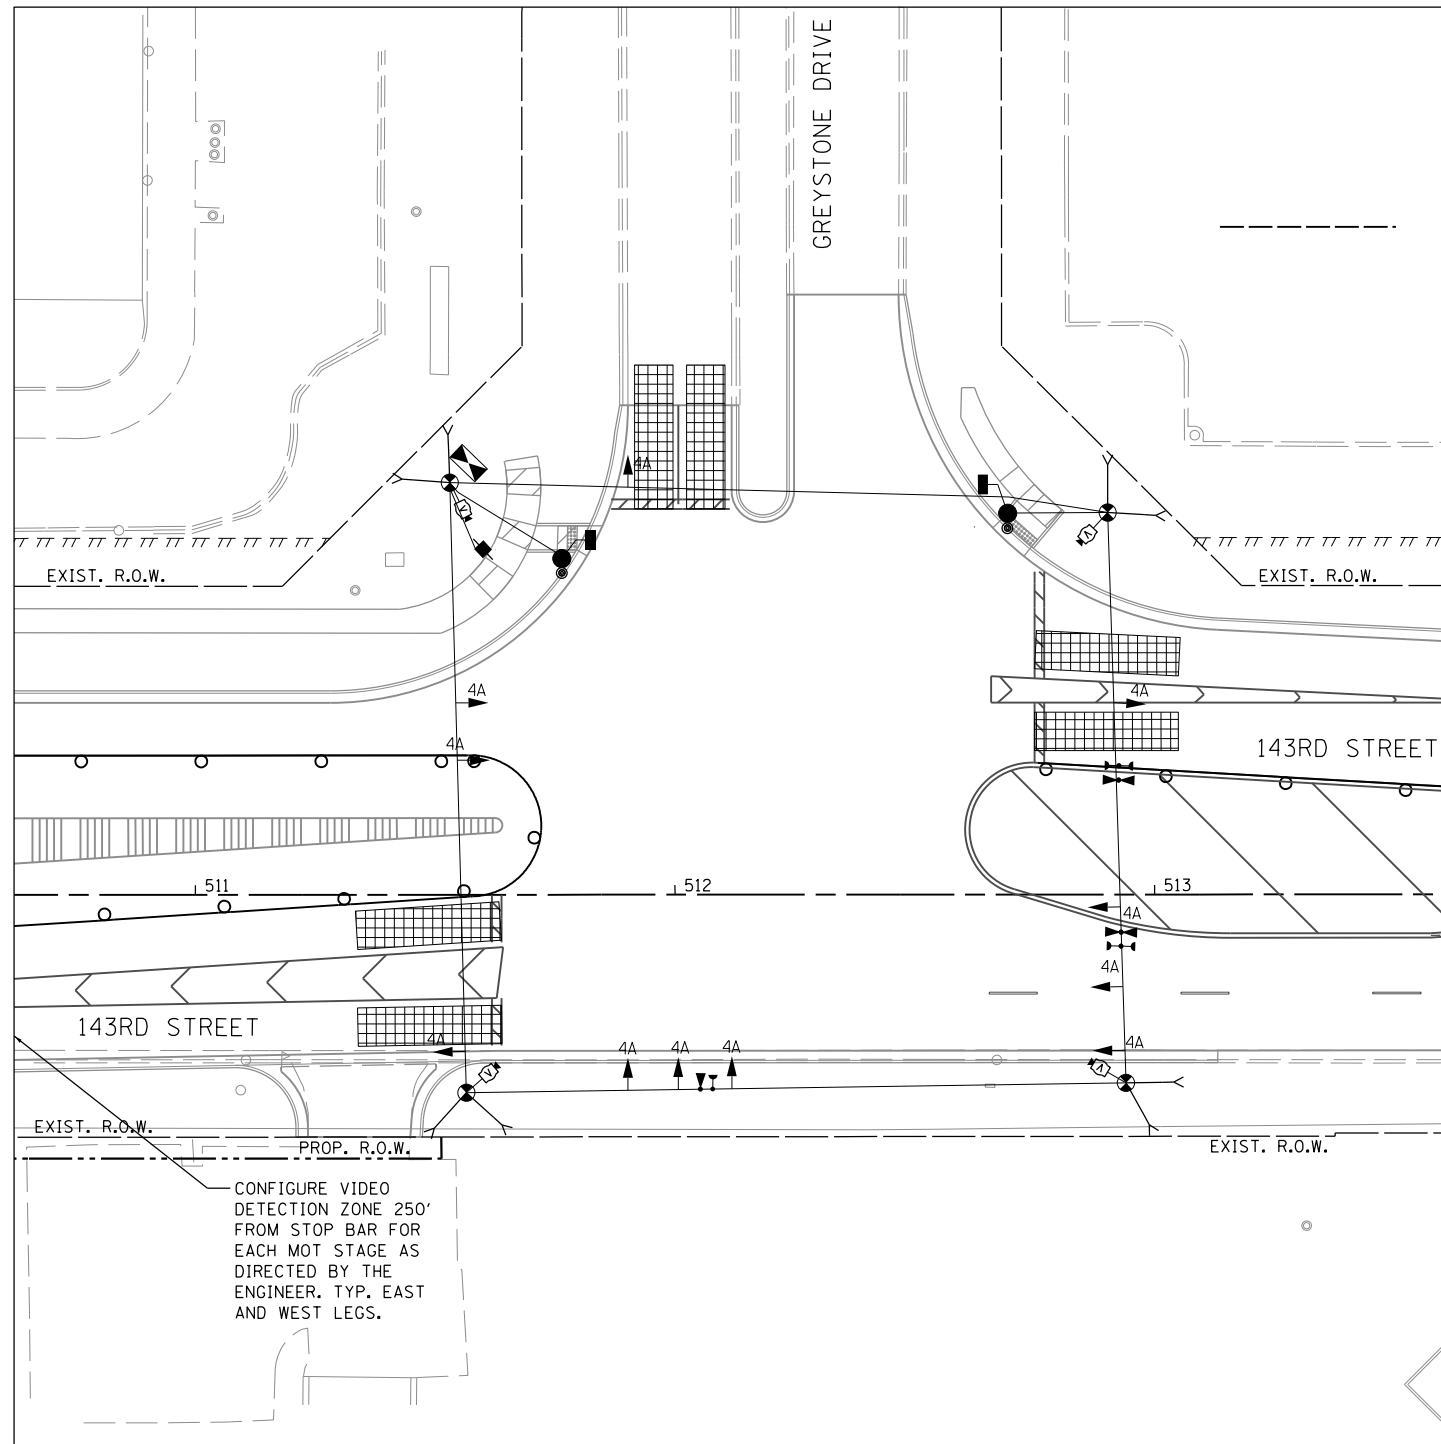 GREYSTONE DRIVE
4A
EXIST. R.O.W.
EXIST. R.O.W.
4A
4A
4A
143RD STREET
511
512
513
4A
4A
143RD STREET
4A
4A
4A
4A
4A
V
V
V
V
EXIST. R.O.W.
PROP. R.O.W.
EXIST. R.O.W.
CONFIGURE VIDEO
DETECTION ZONE 250'
FROM STOP BAR FOR
EACH MOT STAGE AS
DIRECTED BY THE
ENGINEER. TYP. EAST
AND WEST LEGS.